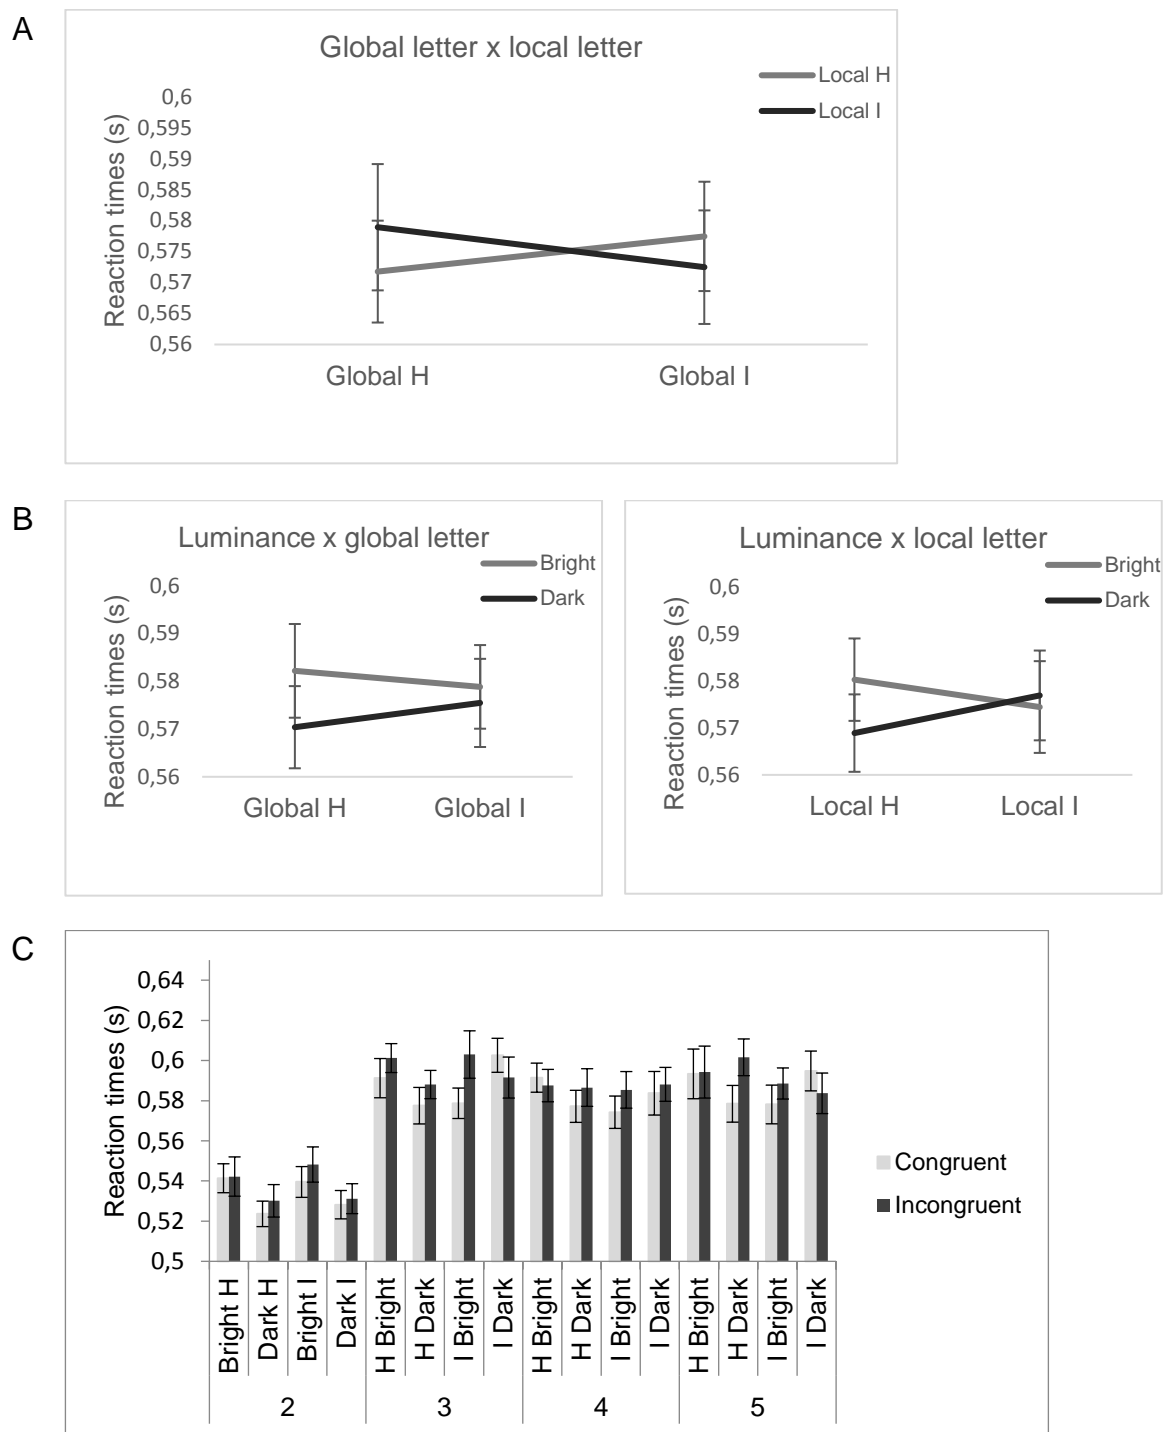 A
Global letter x local letter
Local H
Local I
Reaction times (s)
0,6
0,595
0,59
0,585
0,58
0,575
0,57
0,565
0,56
Global H
Global I
B
Luminance x global letter
Bright
Dark
Reaction times (s)
0,6
0,59
0,58
0,57
0,56
Global H
Global I
Luminance x local letter
Bright
Dark
Reaction times (s)
0,6
0,59
0,58
0,57
0,56
Local H
Local I
C
Reaction times (s)
0,64
0,62
0,6
0,58
0,56
0,54
0,52
0,5
Congruent
Incongruent
Bright H
Dark H
Bright I
Dark I
H Bright
H Dark
I Bright
I Dark
H Bright
H Dark
I Bright
I Dark
H Bright
H Dark
I Bright
I Dark
2
3
4
5